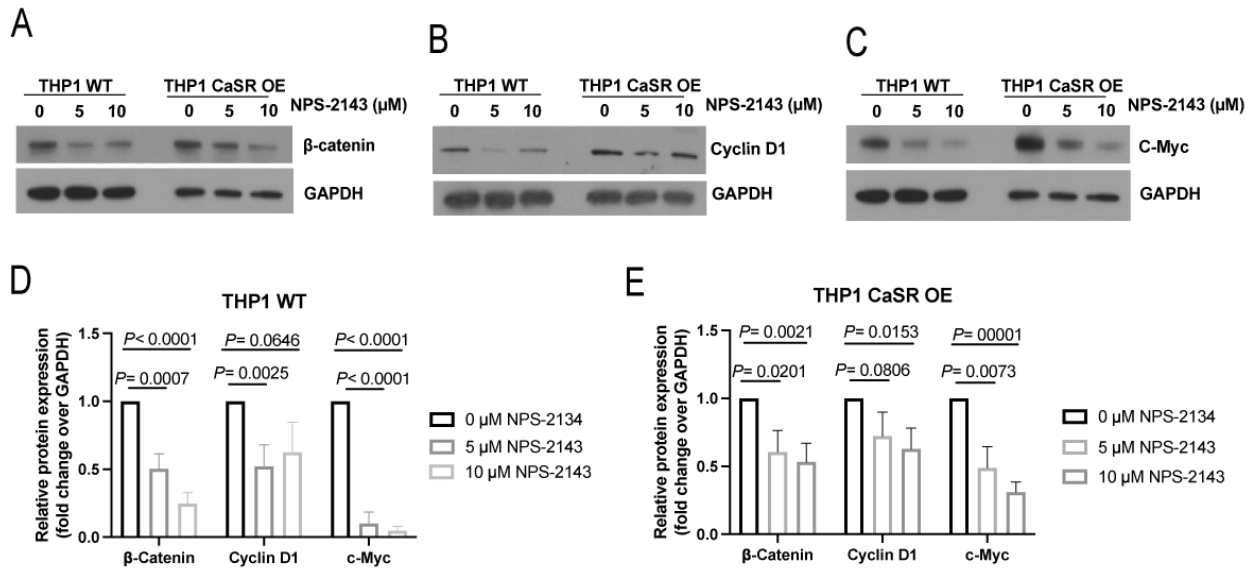 A
THP1 WT THP1 CaSR OE
0 5 10 0 5 10 NPS-2143 (µM)
β-catenin
GAPDH
B
THP1 WT THP1 CaSR OE
0 5 10 0 5 10 NPS-2143 (µM)
Cyclin D1
GAPDH
C
THP1 WT THP1 CaSR OE
0 5 10 0 5 10 NPS-2143 (µM)
C-Myc
GAPDH
D
THP1 WT
Relative protein expression
(fold change over GAPDH)
1.5
1.0
0.5
0.0
P< 0.0001 P= 0.0646 P< 0.0001
P= 0.0007 P= 0.0025 P< 0.0001
β-Catenin Cyclin D1 c-Myc
0 µM NPS-2134
5 µM NPS-2143
10 µM NPS-2143
E
THP1 CaSR OE
Relative protein expression
(fold change over GAPDH)
1.5
1.0
0.5
0.0
P= 0.0021 P= 0.0153 P= 00001
P= 0.0201 P= 0.0806 P= 0.0073
β-Catenin Cyclin D1 c-Myc
0 µM NPS-2134
5 µM NPS-2143
10 µM NPS-2143